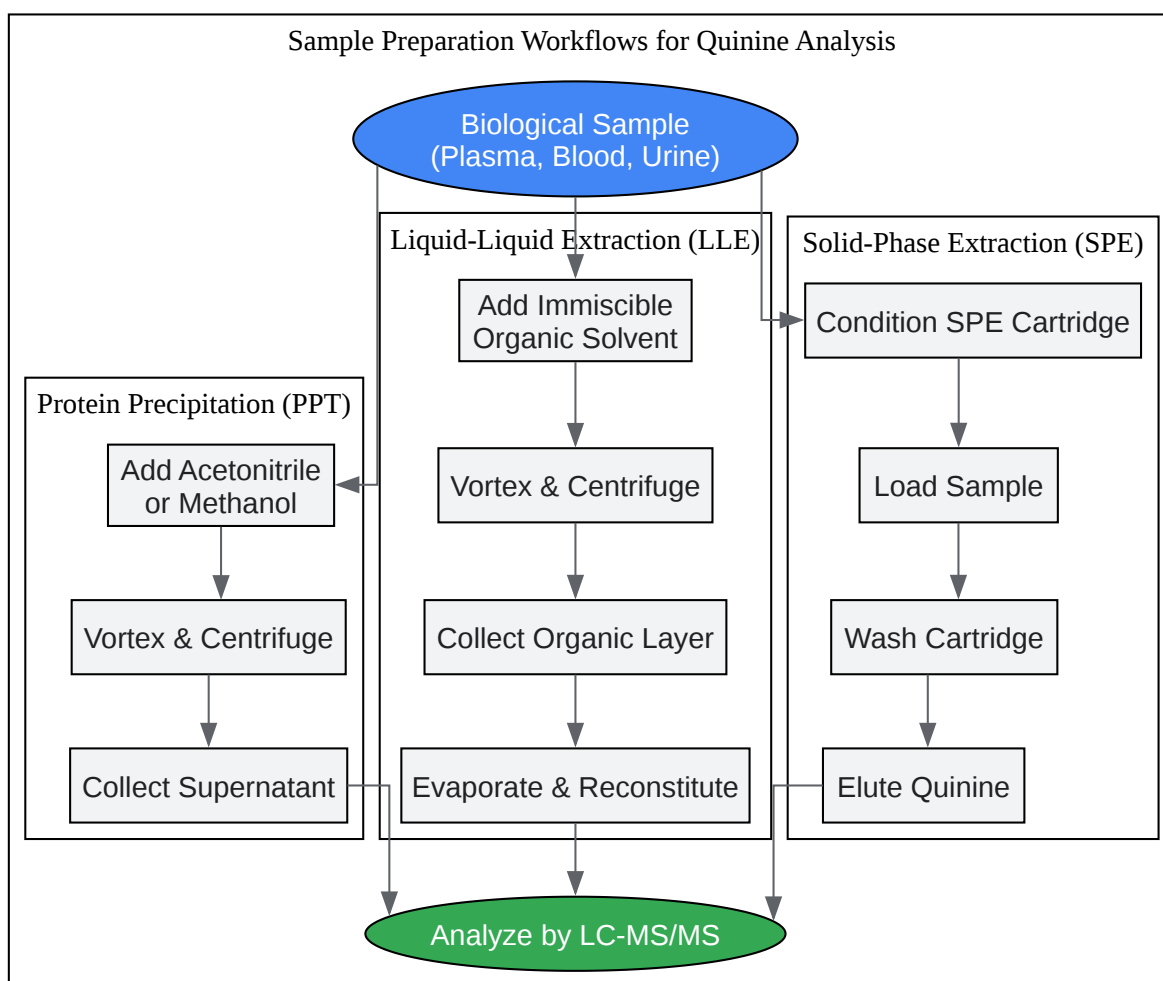 Sample Preparation Workflows for Quinine Analysis
Biological Sample
(Plasma, Blood, Urine)
Protein Precipitation (PPT)
Add Acetonitrile
or Methanol
Vortex & Centrifuge
Collect Supernatant
Liquid-Liquid Extraction (LLE)
Add Immiscible
Organic Solvent
Vortex & Centrifuge
Collect Organic Layer
Evaporate & Reconstitute
Solid-Phase Extraction (SPE)
Condition SPE Cartridge
Load Sample
Wash Cartridge
Elute Quinine
Analyze by LC-MS/MS